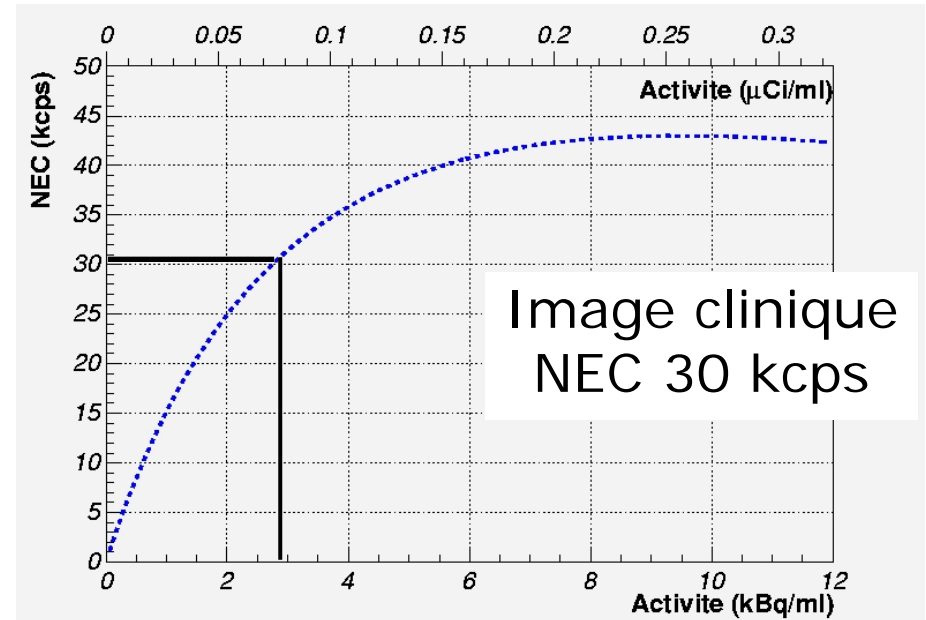 0 0.05 0.1 0.15 0.2 0.25 0.3
Activite (μCi/ml)
NEC (kcps)
50
45
40
35
30
25
20
15
10
5
0
Image clinique
NEC 30 kcps
0 2 4 6 8 10 12
Activite (kBq/ml)